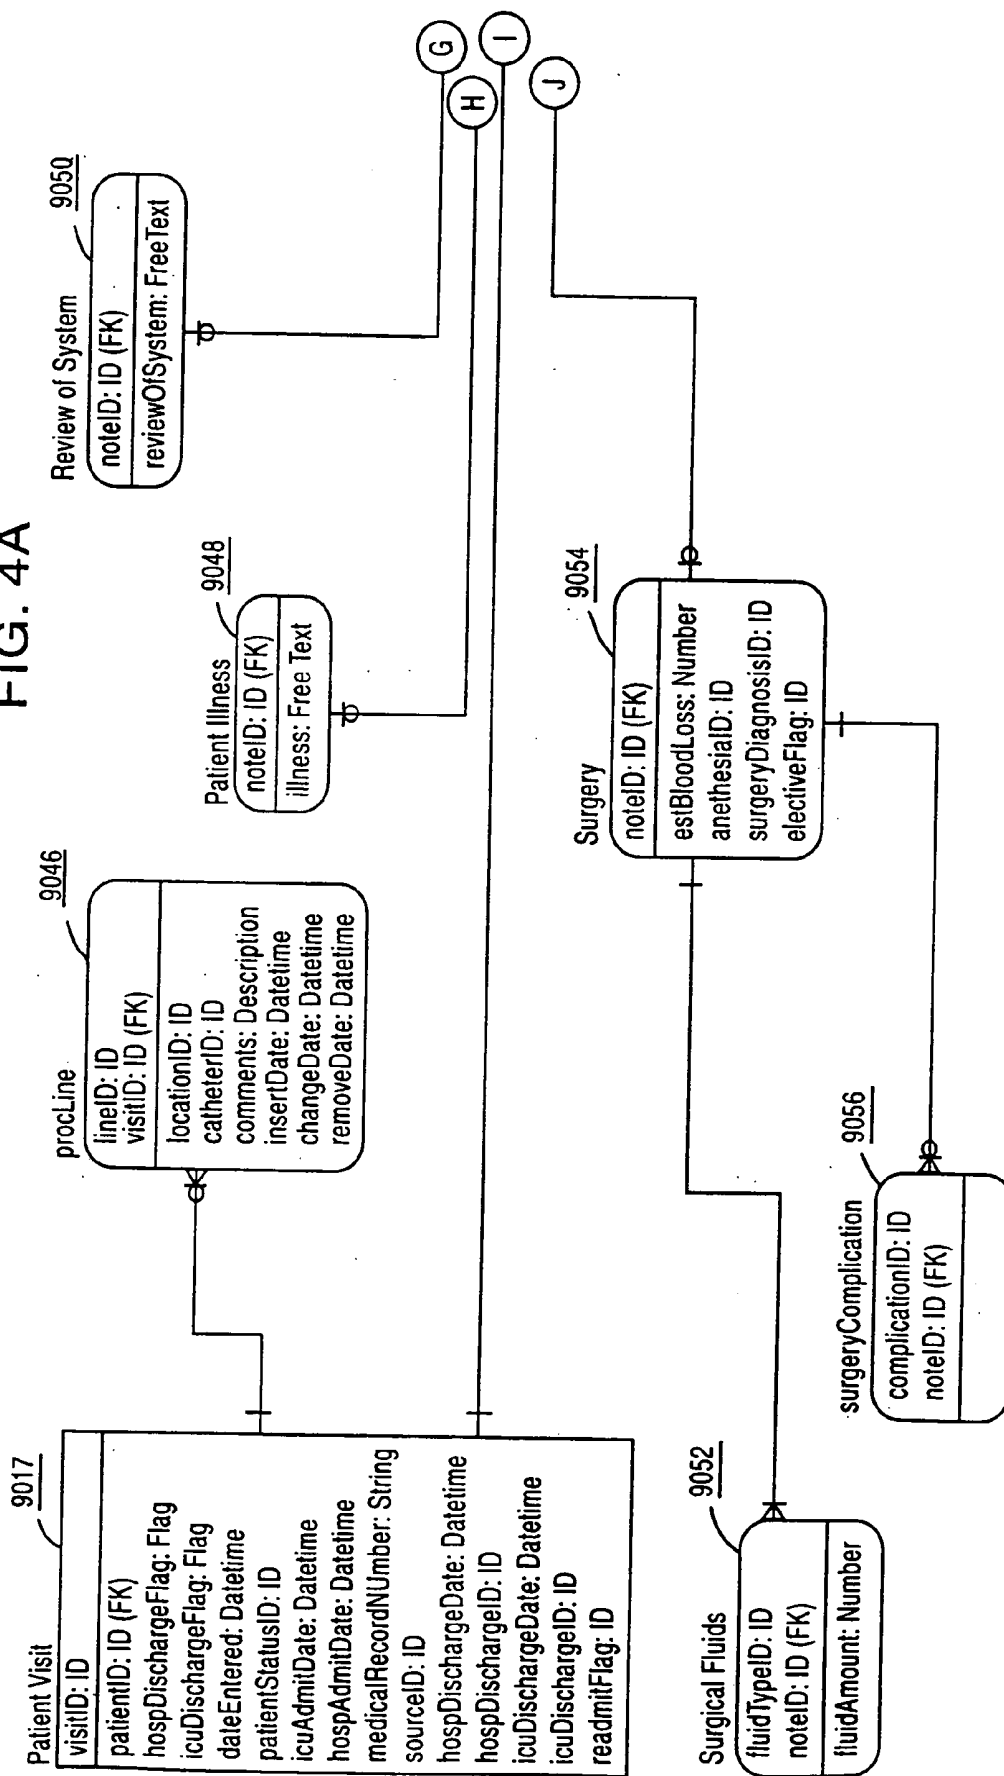 FIG. 4A
Patient Visit
9017
visitID: ID
patientID: ID (FK)
hospDischargeFlag: Flag
icuDischargeFlag: Flag
dateEntered: Datetime
patientStatusID: ID
icuAdmitDate: Datetime
hospAdmitDate: Datetime
medicalRecordNUmber: String
sourceID: ID
hospDischargeDate: Datetime
hospDischargeID: ID
icuDischargeDate: Datetime
icuDischargeID: ID
readmitFlag: ID
procLine
9046
lineID: ID
visitID: ID (FK)
locationID: ID
catheterID: ID
comments: Description
insertDate: Datetime
changeDate: Datetime
removeDate: Datetime
Patient Illness
9048
noteID: ID (FK)
illness: Free Text
Review of System
9050
noteID: ID (FK)
reviewOfSystem: FreeText
G
H
I
J
Surgery
9054
noteID: ID (FK)
estBloodLoss: Number
anethesiaID: ID
surgeryDiagnosisID: ID
electiveFlag: ID
Surgical Fluids
9052
fluidTypeID: ID
noteID: ID (FK)
fluidAmount: Number
surgeryComplication
9056
complicationID: ID
noteID: ID (FK)